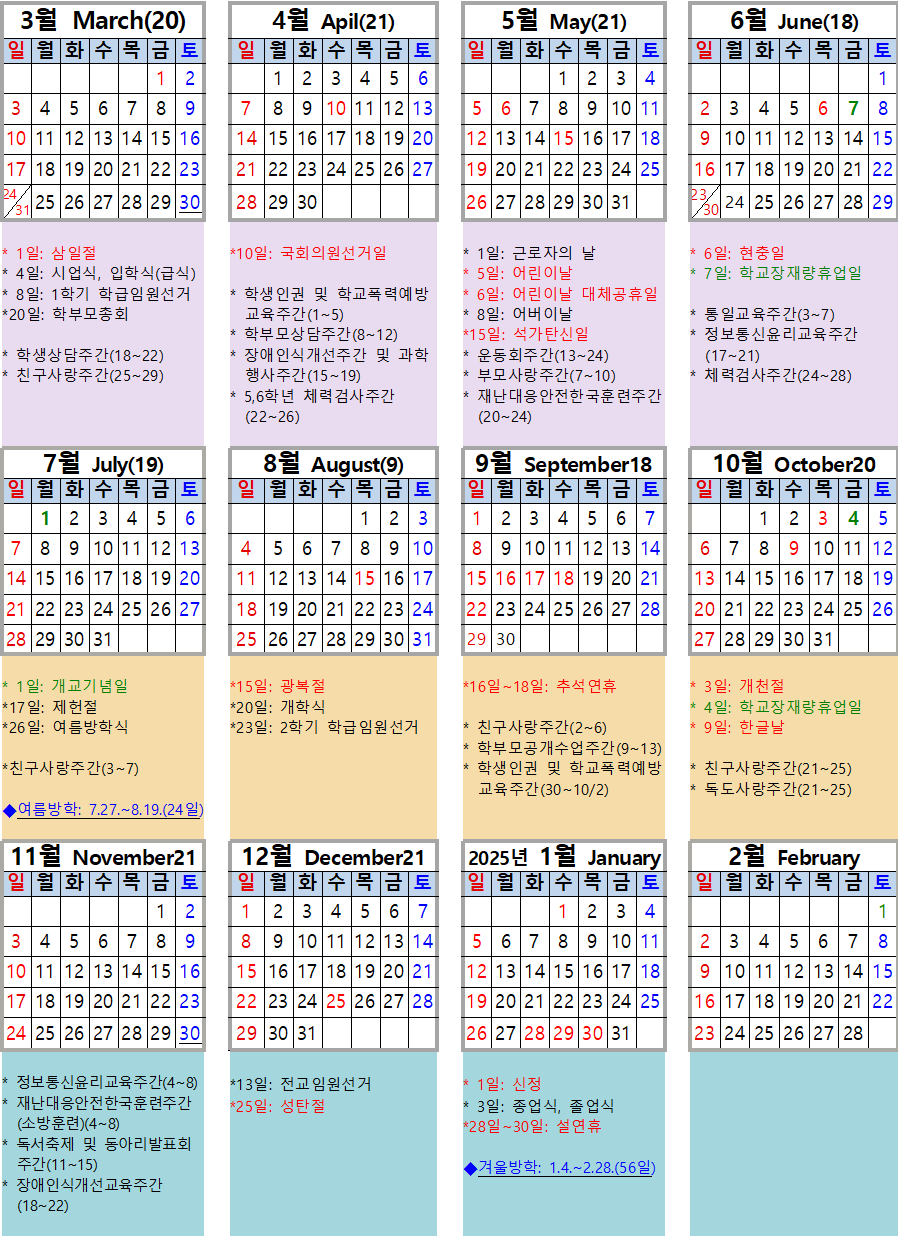 3월 March(20)
일 월 화 수 목 금 토
1 2
3 4 5 6 7 8 9
10 11 12 13 14 15 16
17 18 19 20 21 22 23
24/31 25 26 27 28 29 30
* 1일: 삼일절
* 4일: 시업식, 입학식(급식)
* 8일: 1학기 학급임원선거
*20일: 학부모총회
* 학생상담주간(18~22)
* 친구사랑주간(25~29)
4월 Apil(21)
일 월 화 수 목 금 토
1 2 3 4 5 6
7 8 9 10 11 12 13
14 15 16 17 18 19 20
21 22 23 24 25 26 27
28 29 30
*10일: 국회의원선거일
* 학생인권 및 학교폭력예방
교육주간(1~5)
* 학부모상담주간(8~12)
* 장애인식개선주간 및 과학
행사주간(15~19)
* 5,6학년 체력검사주간
(22~26)
5월 May(21)
일 월 화 수 목 금 토
1 2 3 4
5 6 7 8 9 10 11
12 13 14 15 16 17 18
19 20 21 22 23 24 25
26 27 28 29 30 31
* 1일: 근로자의 날
* 5일: 어린이날
* 6일: 어린이날 대체공휴일
* 8일: 어버이날
*15일: 석가탄신일
* 운동회주간(13~24)
* 부모사랑주간(7~10)
* 재난대응안전한국훈련주간
(20~24)
6월 June(18)
일 월 화 수 목 금 토
1
2 3 4 5 6 7 8
9 10 11 12 13 14 15
16 17 18 19 20 21 22
23/30 24 25 26 27 28 29
* 6일: 현충일
* 7일: 학교장재량휴업일
* 통일교육주간(3~7)
* 정보통신윤리교육주간
(17~21)
* 체력검사주간(24~28)
7월 July(19)
일 월 화 수 목 금 토
1 2 3 4 5 6
7 8 9 10 11 12 13
14 15 16 17 18 19 20
21 22 23 24 25 26 27
28 29 30 31
* 1일: 개교기념일
*17일: 제헌절
*26일: 여름방학식
*친구사랑주간(3~7)
◆여름방학: 7.27.~8.19.(24일)
8월 August(9)
일 월 화 수 목 금 토
1 2 3
4 5 6 7 8 9 10
11 12 13 14 15 16 17
18 19 20 21 22 23 24
25 26 27 28 29 30 31
*15일: 광복절
*20일: 개학식
*23일: 2학기 학급임원선거
9월 September18
일 월 화 수 목 금 토
1 2 3 4 5 6 7
8 9 10 11 12 13 14
15 16 17 18 19 20 21
22 23 24 25 26 27 28
29 30
*16일~18일: 추석연휴
* 친구사랑주간(2~6)
* 학부모공개수업주간(9~13)
* 학생인권 및 학교폭력예방
교육주간(30~10/2)
10월 October20
일 월 화 수 목 금 토
1 2 3 4 5
6 7 8 9 10 11 12
13 14 15 16 17 18 19
20 21 22 23 24 25 26
27 28 29 30 31
* 3일: 개천절
* 4일: 학교장재량휴업일
* 9일: 한글날
* 친구사랑주간(21~25)
* 독도사랑주간(21~25)
11월 November21
일 월 화 수 목 금 토
1 2
3 4 5 6 7 8 9
10 11 12 13 14 15 16
17 18 19 20 21 22 23
24 25 26 27 28 29 30
* 정보통신윤리교육주간(4~8)
* 재난대응안전한국훈련주간
(소방훈련)(4~8)
* 독서축제 및 동아리발표회
주간(11~15)
* 장애인식개선교육주간
(18~22)
12월 December21
일 월 화 수 목 금 토
1 2 3 4 5 6 7
8 9 10 11 12 13 14
15 16 17 18 19 20 21
22 23 24 25 26 27 28
29 30 31
*13일: 전교임원선거
*25일: 성탄절
2025년 1월 January
일 월 화 수 목 금 토
1 2 3 4
5 6 7 8 9 10 11
12 13 14 15 16 17 18
19 20 21 22 23 24 25
26 27 28 29 30 31
* 1일: 신정
* 3일: 종업식, 졸업식
*28일~30일: 설연휴
◆겨울방학: 1.4.~2.28.(56일)
2월 February
일 월 화 수 목 금 토
1
2 3 4 5 6 7 8
9 10 11 12 13 14 15
16 17 18 19 20 21 22
23 24 25 26 27 28